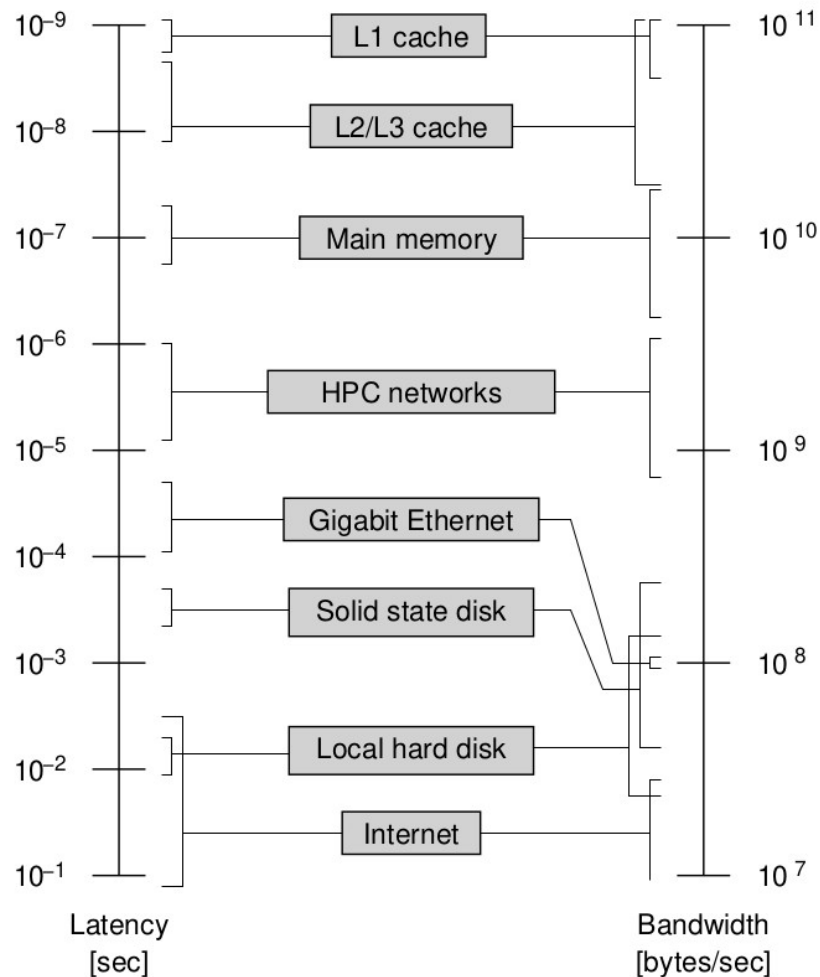 10⁻⁹
L1 cache
10¹¹
10⁻⁸
L2/L3 cache
10⁻⁷
Main memory
10¹⁰
10⁻⁶
HPC networks
10⁻⁵
10⁹
Gigabit Ethernet
10⁻⁴
Solid state disk
10⁻³
10⁸
Local hard disk
10⁻²
Internet
10⁻¹
10⁷
Latency
[sec]
Bandwidth
[bytes/sec]